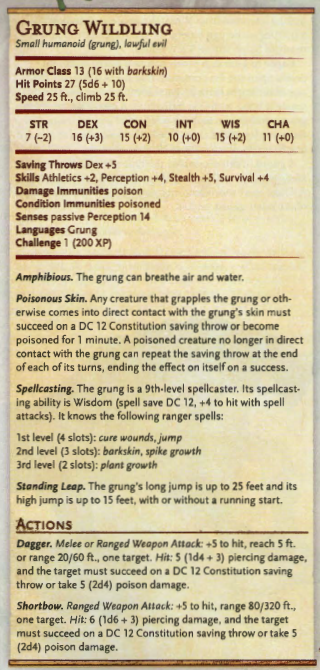 GRUNG WILDLING
Small humanoid (grung), lawful evil
Armor Class 13 (16 with barkskin)
Hit Points 27 (5d6 + 10)
Speed 25 ft., climb 25 ft.
STR DEX CON INT WIS CHA
7 (–2) 16 (+3) 15 (+2) 10 (+0) 15 (+2) 11 (+0)
Saving Throws Dex +5
Skills Athletics +2, Perception +4, Stealth +5, Survival +4
Damage Immunities poison
Condition Immunities poisoned
Senses passive Perception 14
Languages Grung
Challenge 1 (200 XP)
Amphibious. The grung can breathe air and water.
Poisonous Skin. Any creature that grapples the grung or oth-
erwise comes into direct contact with the grung's skin must
succeed on a DC 12 Constitution saving throw or become
poisoned for 1 minute. A poisoned creature no longer in direct
contact with the grung can repeat the saving throw at the end
of each of its turns, ending the effect on itself on a success.
Spellcasting. The grung is a 9th-level spellcaster. Its spellcast-
ing ability is Wisdom (spell save DC 12, +4 to hit with spell
attacks). It knows the following ranger spells:
1st level (4 slots): cure wounds, jump
2nd level (3 slots): barkskin, spike growth
3rd level (2 slots): plant growth
Standing Leap. The grung's long jump is up to 25 feet and its
high jump is up to 15 feet, with or without a running start.
ACTIONS
Dagger. Melee or Ranged Weapon Attack: +5 to hit, reach 5 ft.
or range 20/60 ft., one target. Hit: 5 (1d4 + 3) piercing damage,
and the target must succeed on a DC 12 Constitution saving
throw or take 5 (2d4) poison damage.
Shortbow. Ranged Weapon Attack: +5 to hit, range 80/320 ft.,
one target. Hit: 6 (1d6 + 3) piercing damage, and the target
must succeed on a DC 12 Constitution saving throw or take 5
(2d4) poison damage.